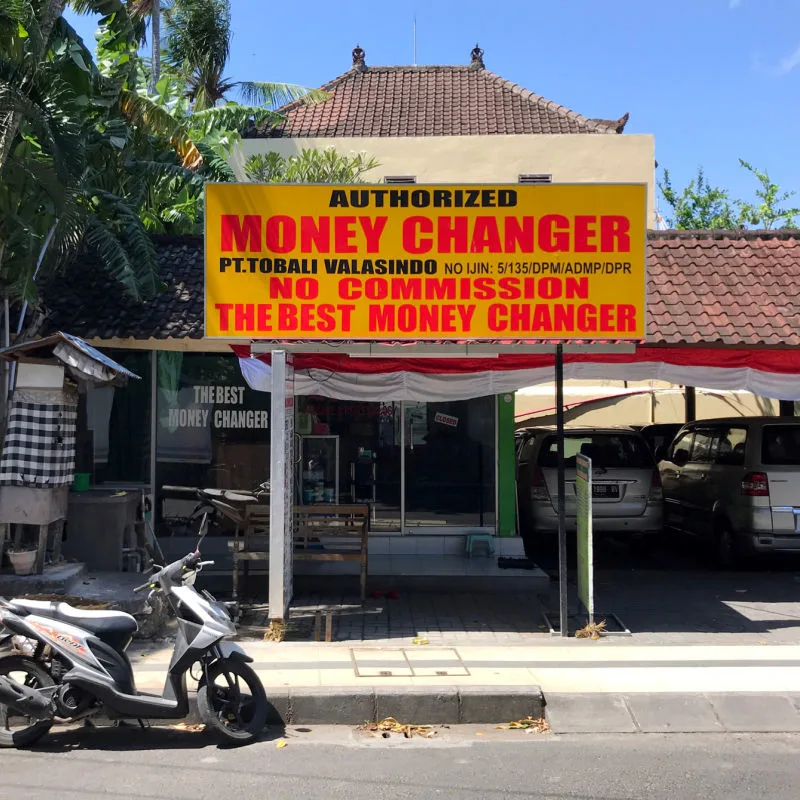 AUTHORIZED
MONEY CHANGER
PT.TOBALI VALASINDO NO IJIN: 5/135/DPM/ADMP/DPR
NO COMMISSION
THE BEST MONEY CHANGER
THE BEST
MONEY CHANGER
CLOSED